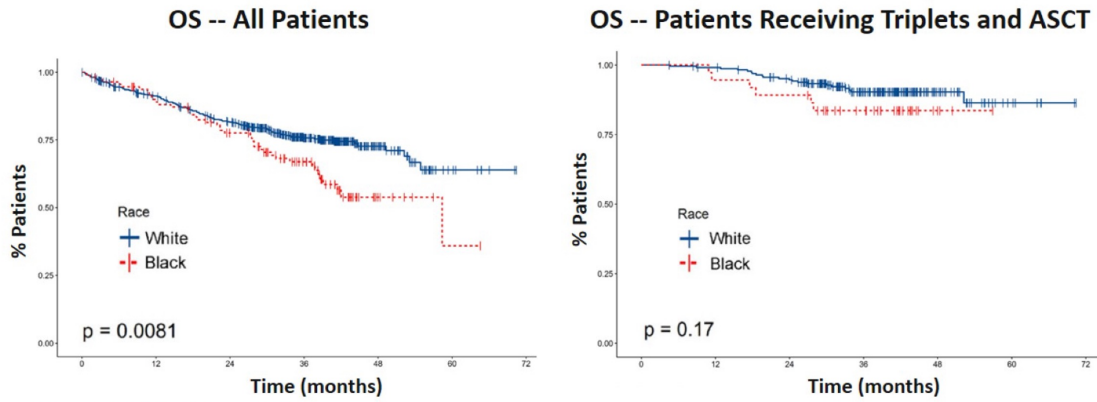 OS -- All Patients
1.00
0.75
0.50
0.25
0.00
% Patients
Race
White
Black
p = 0.0081
0
12
24
36
48
60
72
Time (months)
OS -- Patients Receiving Triplets and ASCT
1.00
0.75
0.50
0.25
0.00
% Patients
Race
White
Black
p = 0.17
0
12
24
36
48
60
72
Time (months)